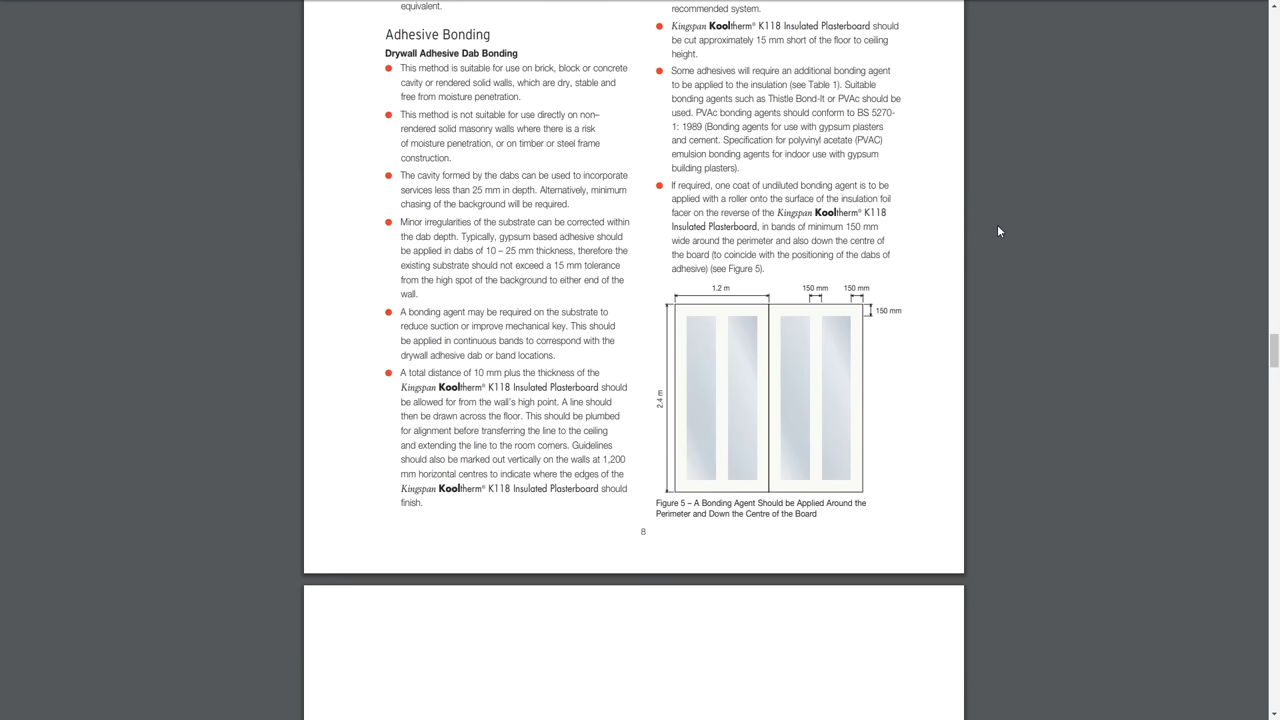 equivalent.
Adhesive Bonding
Drywall Adhesive Dab Bonding
This method is suitable for use on brick, block or concrete
cavity or rendered solid walls, which are dry, stable and
free from moisture penetration.
This method is not suitable for use directly on non–
rendered solid masonry walls where there is a risk
of moisture penetration, or on timber or steel frame
construction.
The cavity formed by the dabs can be used to incorporate
services less than 25 mm in depth. Alternatively, minimum
chasing of the background will be required.
Minor irregularities of the substrate can be corrected within
the dab depth. Typically, gypsum based adhesive should
be applied in dabs of 10 – 25 mm thickness, therefore the
existing substrate should not exceed a 15 mm tolerance
from the high spot of the background to either end of the
wall.
A bonding agent may be required on the substrate to
reduce suction or improve mechanical key. This should
be applied in continuous bands to correspond with the
drywall adhesive dab or band locations.
A total distance of 10 mm plus the thickness of the
Kingspan Kooltherm® K118 Insulated Plasterboard should
be allowed for from the wall's high point. A line should
then be drawn across the floor. This should be plumbed
for alignment before transferring the line to the ceiling
and extending the line to the room corners. Guidelines
should also be marked out vertically on the walls at 1,200
mm horizontal centres to indicate where the edges of the
Kingspan Kooltherm® K118 Insulated Plasterboard should
finish.
recommended system.
Kingspan Kooltherm® K118 Insulated Plasterboard should
be cut approximately 15 mm short of the floor to ceiling
height.
Some adhesives will require an additional bonding agent
to be applied to the insulation (see Table 1). Suitable
bonding agents such as Thistle Bond-It or PVAc should be
used. PVAc bonding agents should conform to BS 5270-
1: 1989 (Bonding agents for use with gypsum plasters
and cement. Specification for polyvinyl acetate (PVAC)
emulsion bonding agents for indoor use with gypsum
building plasters).
If required, one coat of undiluted bonding agent is to be
applied with a roller onto the surface of the insulation foil
facer on the reverse of the Kingspan Kooltherm® K118
Insulated Plasterboard, in bands of minimum 150 mm
wide around the perimeter and also down the centre of
the board (to coincide with the positioning of the dabs of
adhesive) (see Figure 5).
1.2 m
150 mm
150 mm
150 mm
2.4 m
Figure 5 – A Bonding Agent Should be Applied Around the
Perimeter and Down the Centre of the Board
8